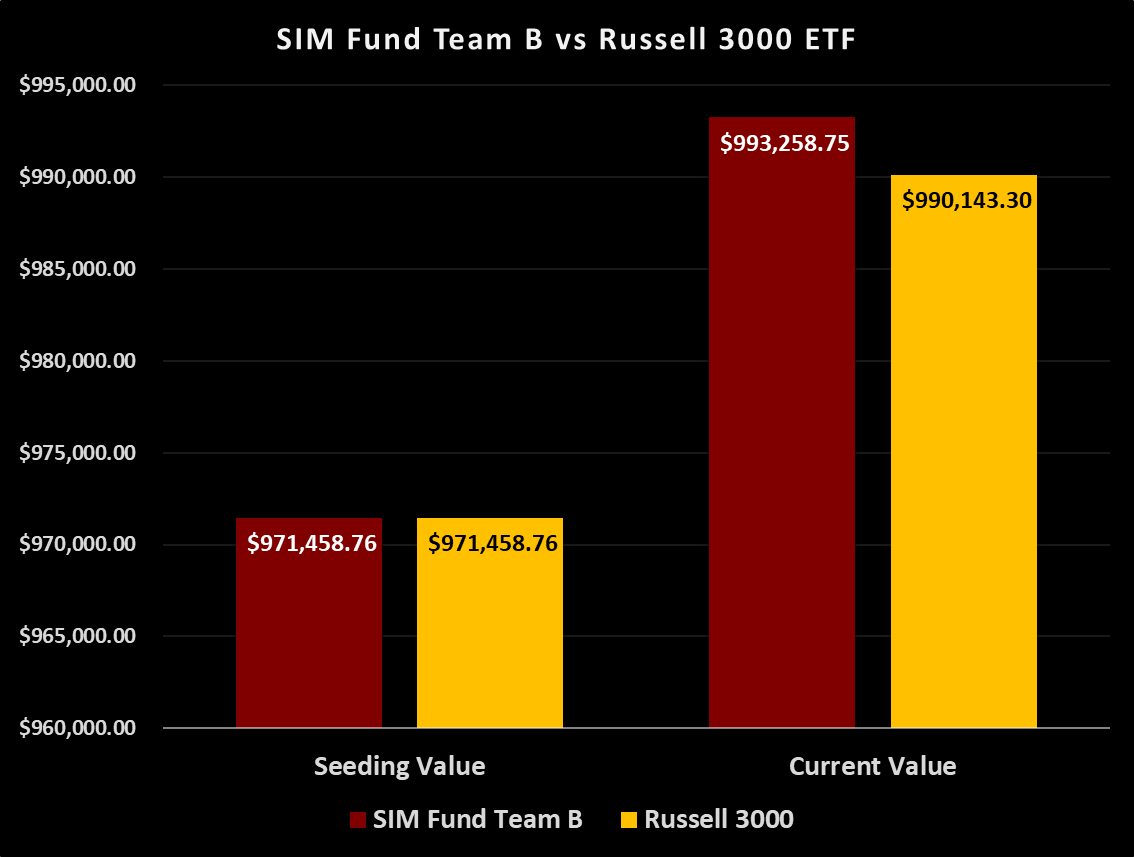 SIM Fund Team B vs Russell 3000 ETF
$995,000.00
$990,000.00
$985,000.00
$980,000.00
$975,000.00
$970,000.00
$965,000.00
$960,000.00
$971,458.76
$971,458.76
$993,258.75
$990,143.30
Seeding Value
Current Value
SIM Fund Team B
Russell 3000